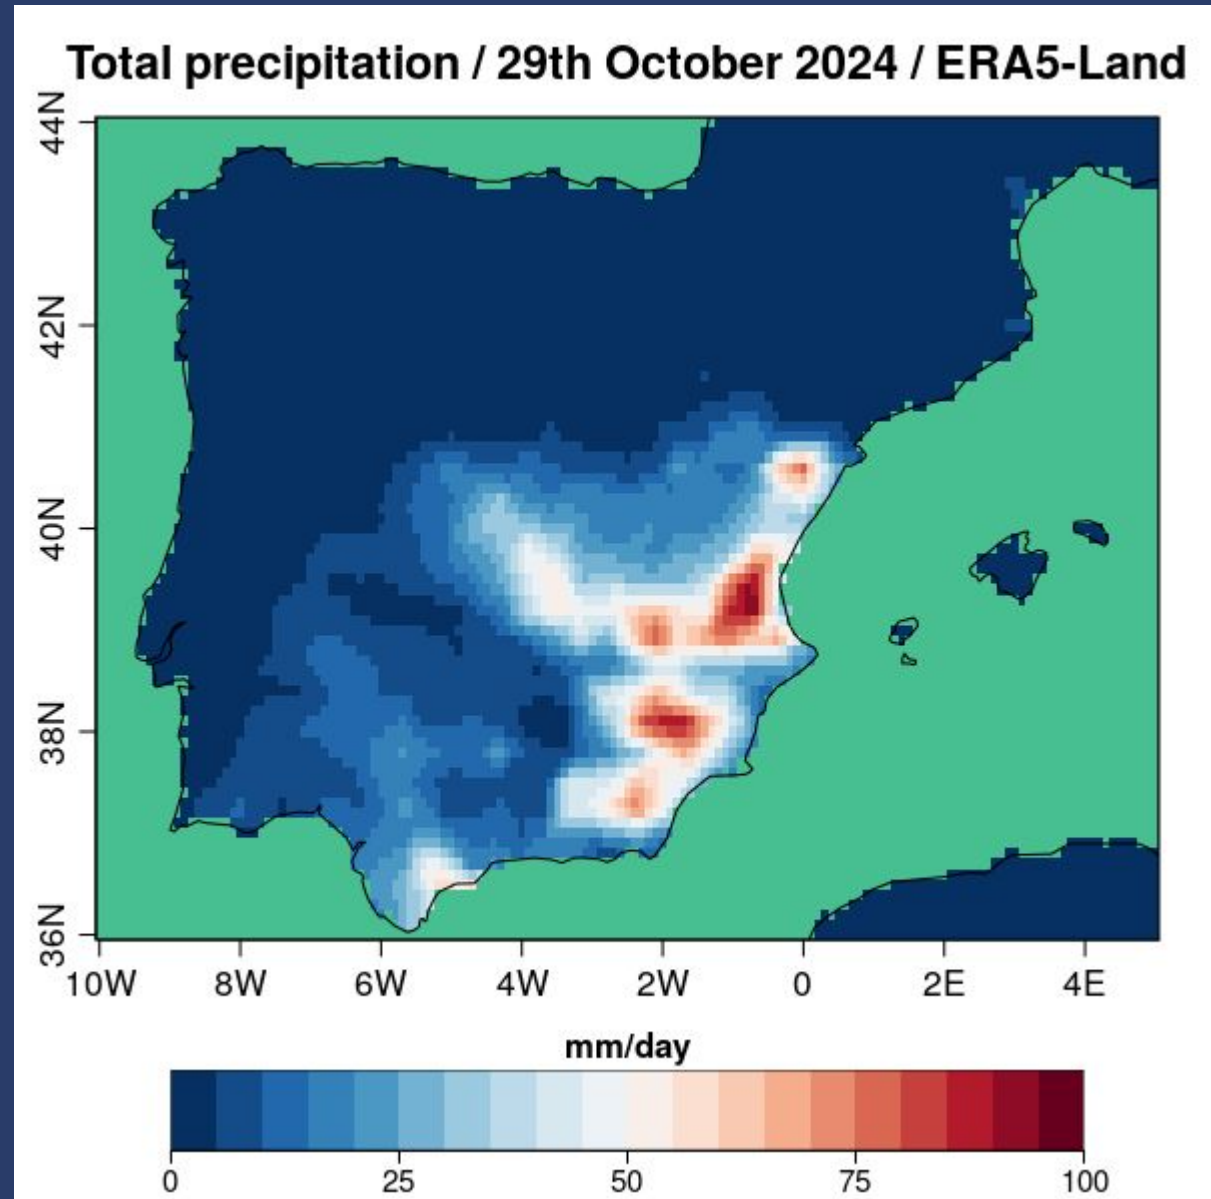 Total precipitation / 29th October 2024 / ERA5-Land
44N
42N
40N
38N
36N
10W 8W 6W 4W 2W 0 2E 4E
mm/day
0 25 50 75 100